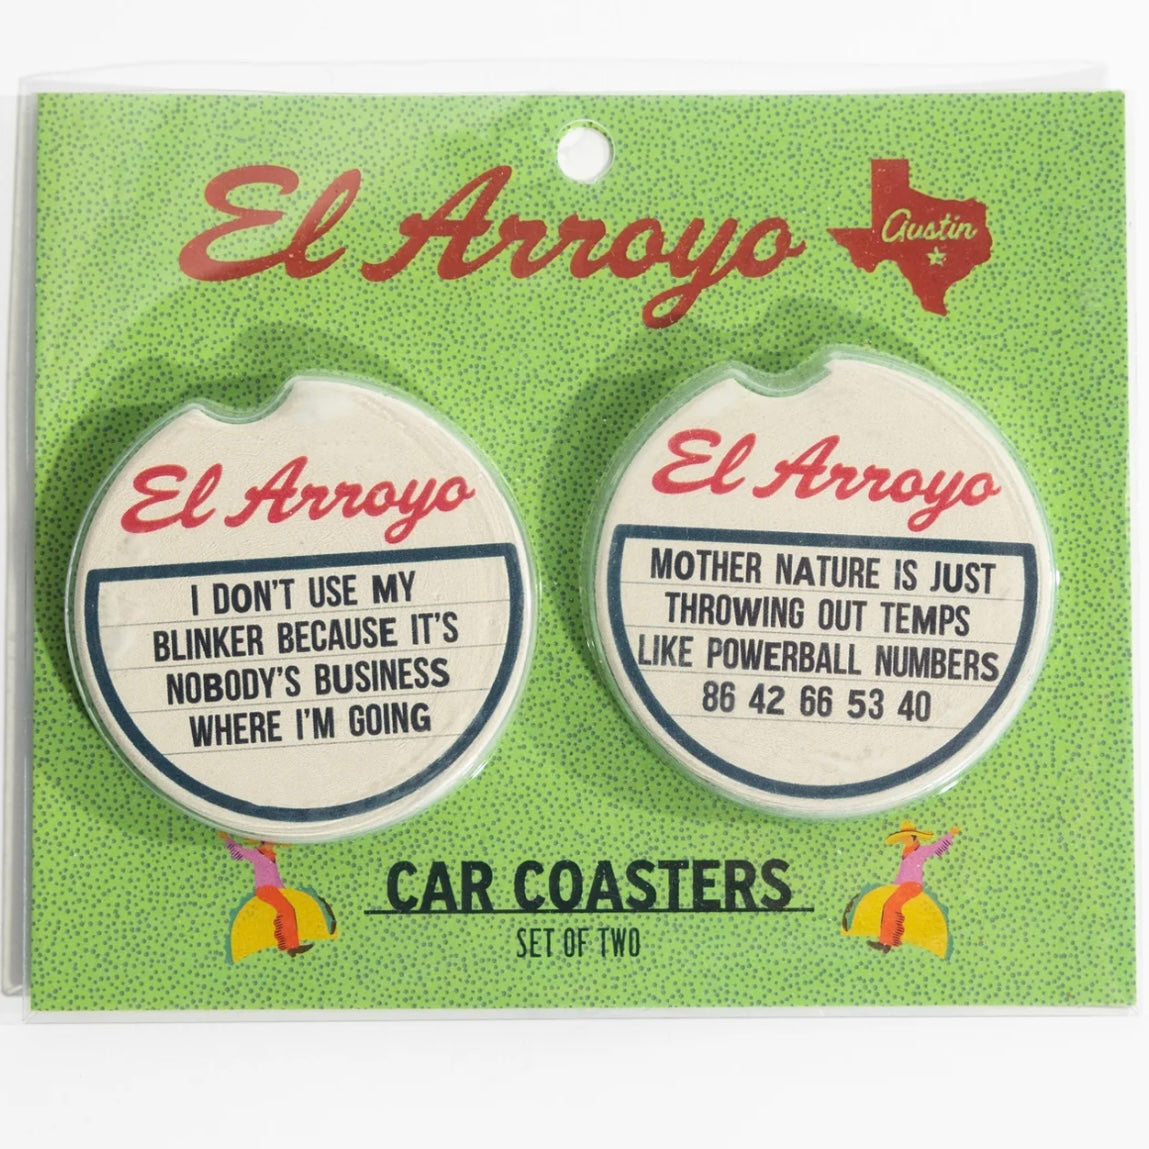 El Arroyo
Austin
El Arroyo
I DON'T USE MY
BLINKER BECAUSE IT'S
NOBODY'S BUSINESS
WHERE I'M GOING
El Arroyo
MOTHER NATURE IS JUST
THROWING OUT TEMPS
LIKE POWERBALL NUMBERS
86 42 66 53 40
CAR COASTERS
SET OF TWO